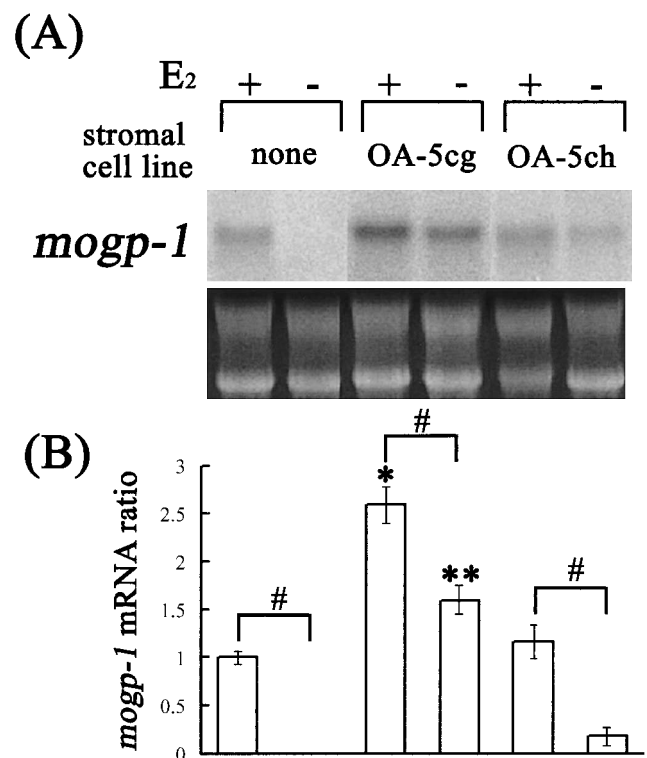 (A)
E2 + - + - + -
stromal cell line none OA-5cg OA-5ch
mogp-1
(B)
#
*
**
#
#
mogp-1 mRNA ratio
3
2.5
2
1.5
1
0.5
0